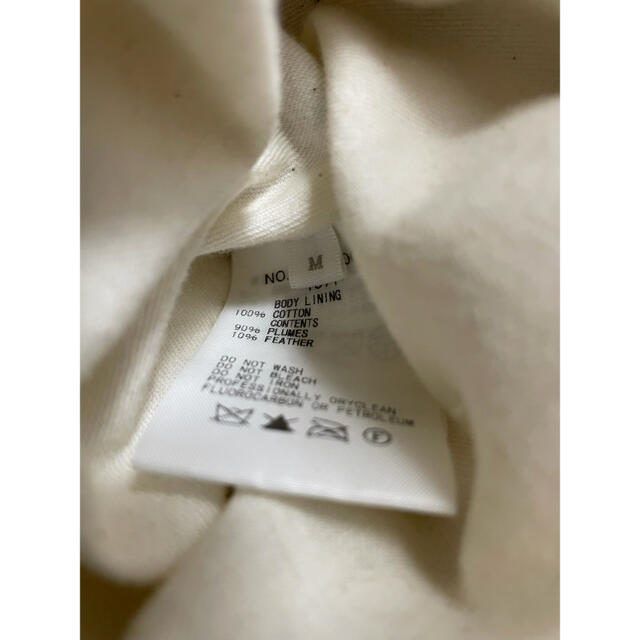 M
NO.
BODY LINING
100% COTTON
CONTENTS
90% PLUMES
10% FEATHER
DO NOT WASH
DO NOT BLEACH
DO NOT IRON
PROFESSIONALLY DRYCLEAN
FLUOROCARBON OR PETROLEUM
F